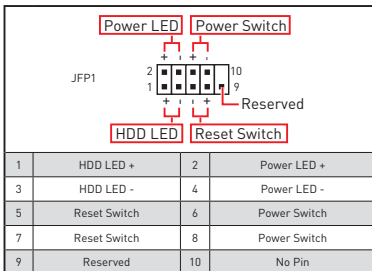 Power LED Power Switch
+ - + -
JFP1
2 10
1 9
+ - - +
Reserved
HDD LED Reset Switch
1 HDD LED + 2 Power LED +
3 HDD LED - 4 Power LED -
5 Reset Switch 6 Power Switch
7 Reset Switch 8 Power Switch
9 Reserved 10 No Pin